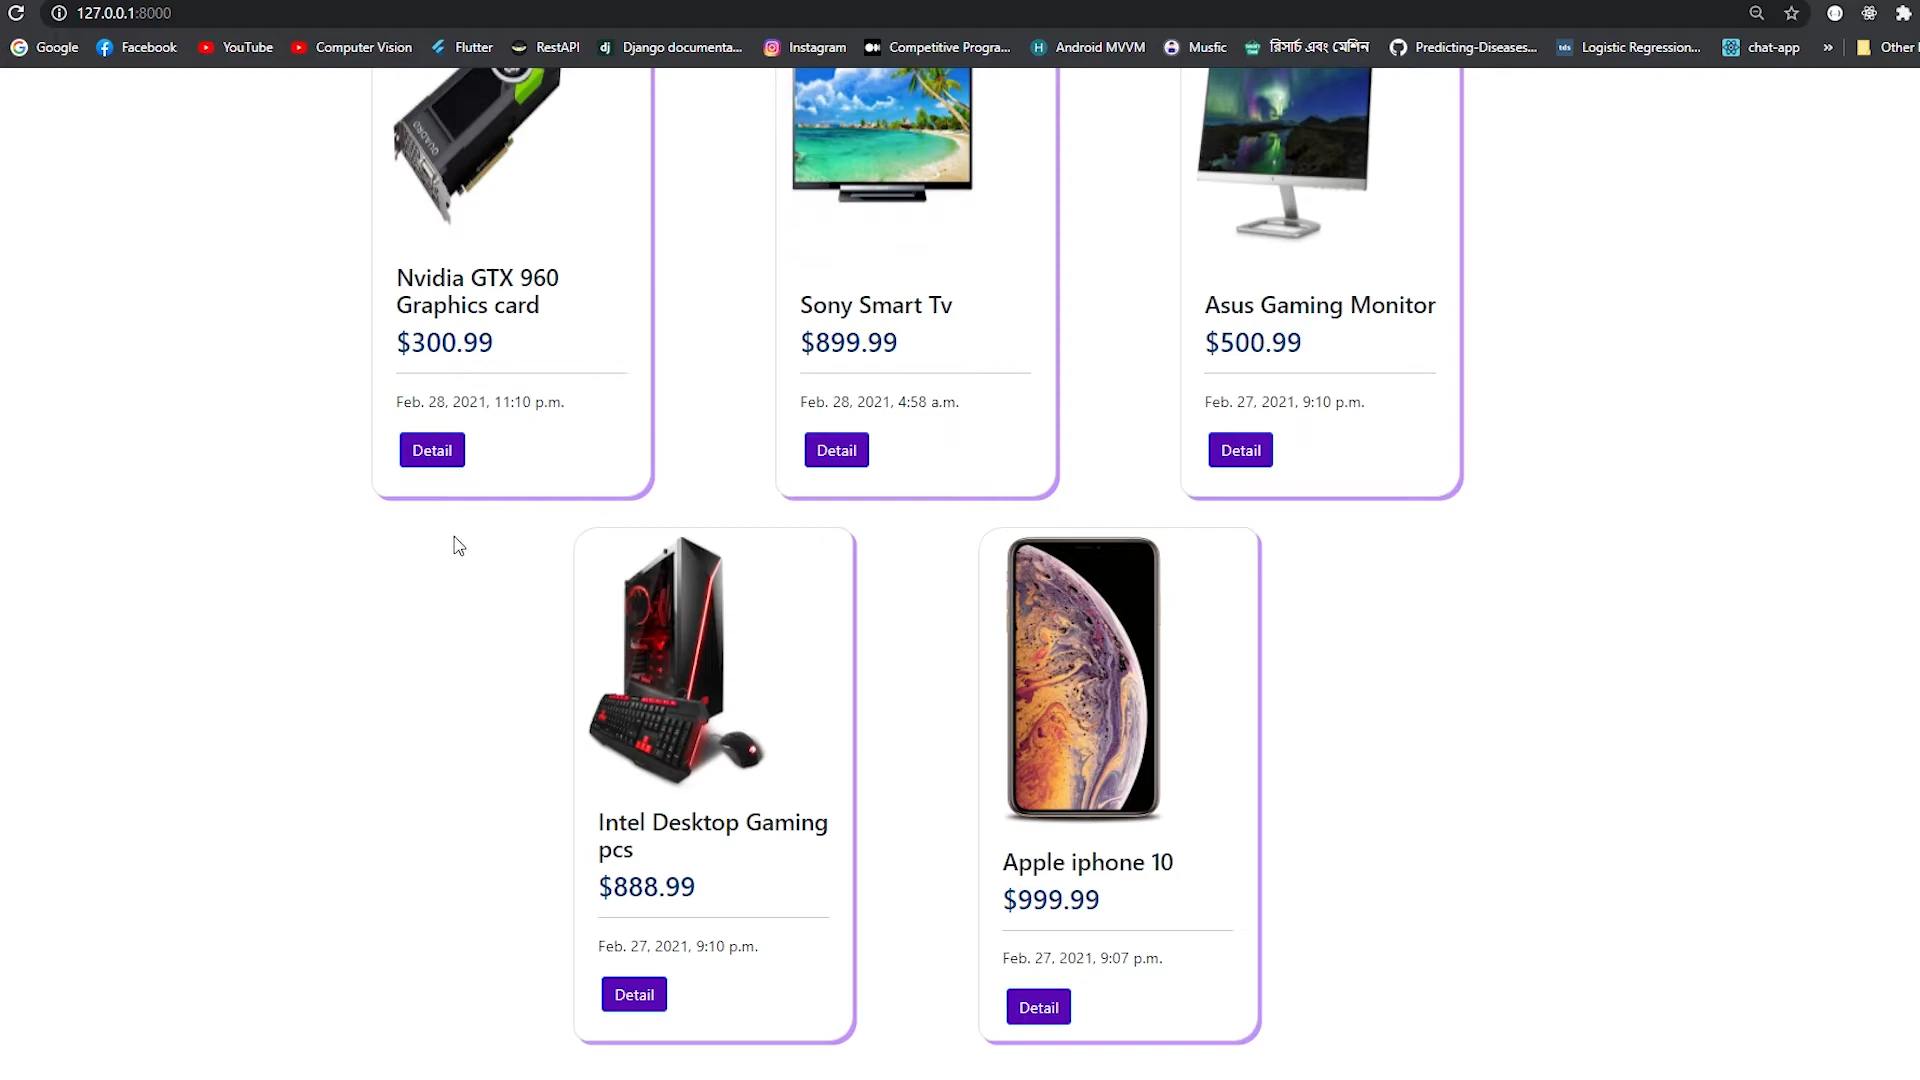 127.0.0.1:8000
Google Facebook YouTube Computer Vision Flutter RestAPI Django documenta... Instagram Competitive Progra... Android MVVM Musfic রিসার্চ এবং মেশিন Predicting-Diseases... Logistic Regression... chat-app » Other
QUADRO
Nvidia GTX 960
Graphics card
$300.99
Feb. 28, 2021, 11:10 p.m.
Detail
Sony Smart Tv
$899.99
Feb. 28, 2021, 4:58 a.m.
Detail
Asus Gaming Monitor
$500.99
Feb. 27, 2021, 9:10 p.m.
Detail
Intel Desktop Gaming
pcs
$888.99
Feb. 27, 2021, 9:10 p.m.
Detail
Apple iphone 10
$999.99
Feb. 27, 2021, 9:07 p.m.
Detail